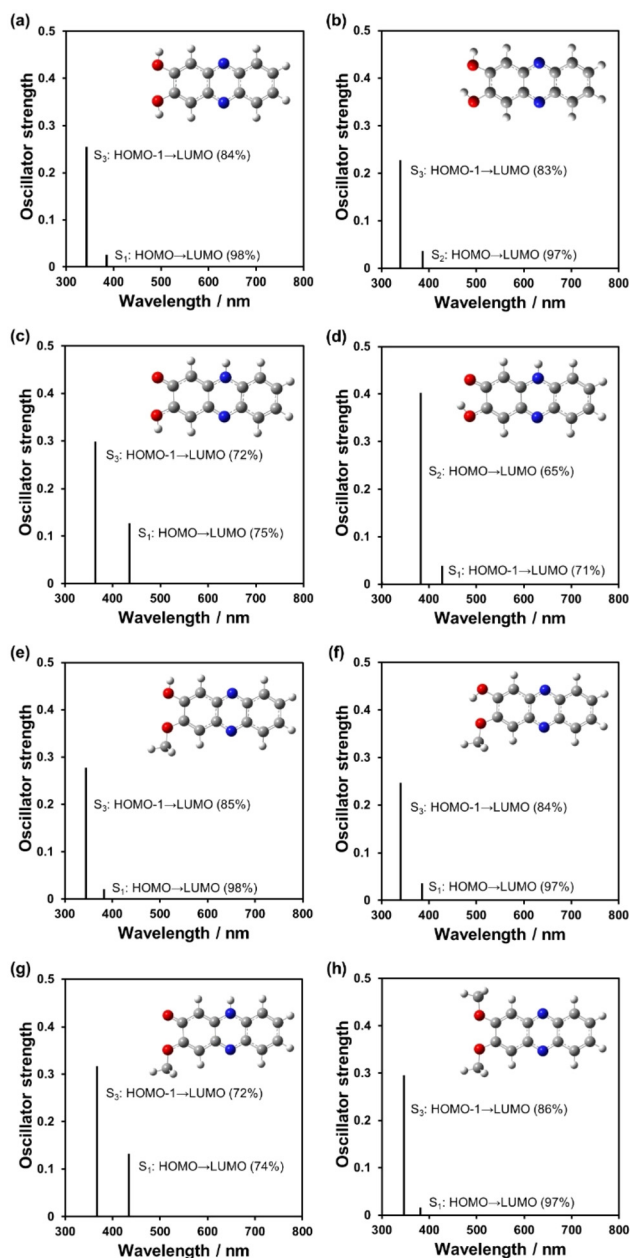 (a)
Oscillator strength
0.5
0.4
0.3
0.2
0.1
0
S₃: HOMO-1→LUMO (84%)
S₁: HOMO→LUMO (98%)
300 400 500 600 700 800
Wavelength / nm
(b)
Oscillator strength
0.5
0.4
0.3
0.2
0.1
0
S₃: HOMO-1→LUMO (83%)
S₂: HOMO→LUMO (97%)
300 400 500 600 700 800
Wavelength / nm
(c)
Oscillator strength
0.5
0.4
0.3
0.2
0.1
0
S₃: HOMO-1→LUMO (72%)
S₁: HOMO→LUMO (75%)
300 400 500 600 700 800
Wavelength / nm
(d)
Oscillator strength
0.5
0.4
0.3
0.2
0.1
0
S₂: HOMO→LUMO (65%)
S₁: HOMO-1→LUMO (71%)
300 400 500 600 700 800
Wavelength / nm
(e)
Oscillator strength
0.5
0.4
0.3
0.2
0.1
0
S₃: HOMO-1→LUMO (85%)
S₁: HOMO→LUMO (98%)
300 400 500 600 700 800
Wavelength / nm
(f)
Oscillator strength
0.5
0.4
0.3
0.2
0.1
0
S₃: HOMO-1→LUMO (84%)
S₁: HOMO→LUMO (97%)
300 400 500 600 700 800
Wavelength / nm
(g)
Oscillator strength
0.5
0.4
0.3
0.2
0.1
0
S₃: HOMO-1→LUMO (72%)
S₁: HOMO→LUMO (74%)
300 400 500 600 700 800
Wavelength / nm
(h)
Oscillator strength
0.5
0.4
0.3
0.2
0.1
0
S₃: HOMO-1→LUMO (86%)
S₁: HOMO→LUMO (97%)
300 400 500 600 700 800
Wavelength / nm